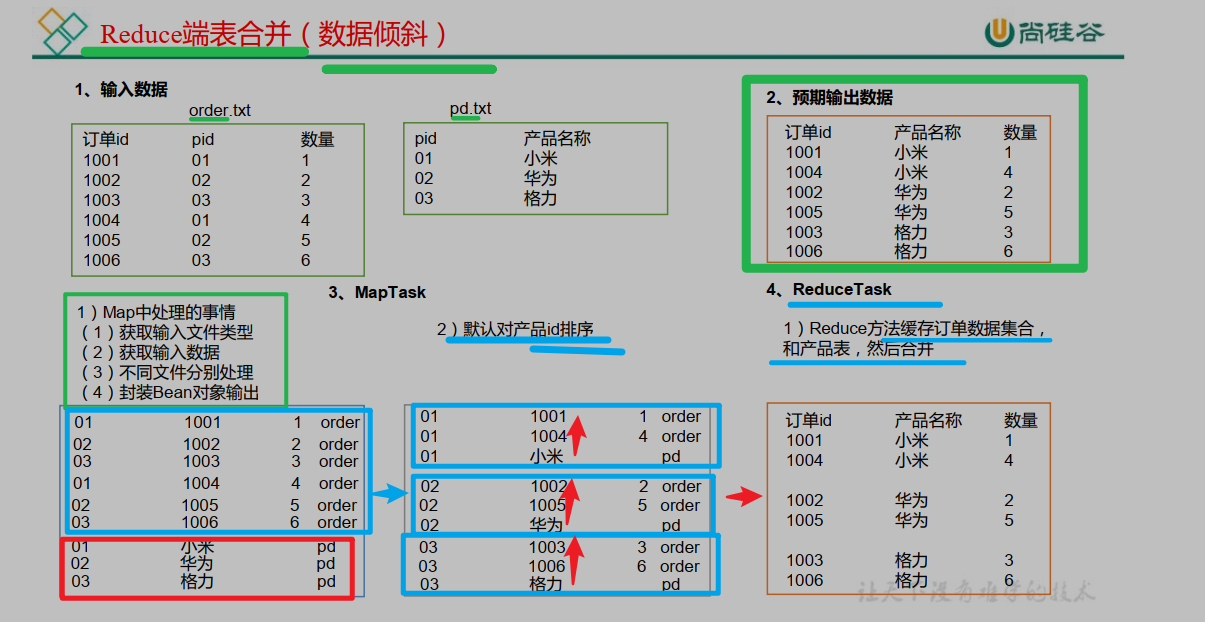 Reduce端表合并（数据倾斜）
尚硅谷
1、输入数据
order.txt
订单id pid 数量
1001 01 1
1002 02 2
1003 03 3
1004 01 4
1005 02 5
1006 03 6
pd.txt
pid 产品名称
01 小米
02 华为
03 格力
2、预期输出数据
订单id 产品名称 数量
1001 小米 1
1004 小米 4
1002 华为 2
1005 华为 5
1003 格力 3
1006 格力 6
3、MapTask
1）Map中处理的事情
（1）获取输入文件类型
（2）获取输入数据
（3）不同文件分别处理
（4）封装Bean对象输出
01 1001 1 order
02 1002 2 order
03 1003 3 order
01 1004 4 order
02 1005 5 order
03 1006 6 order
01 小米 pd
02 华为 pd
03 格力 pd
2）默认对产品id排序
01 1001 1 order
01 1004 4 order
01 小米 pd
02 1002 2 order
02 1005 5 order
02 华为 pd
03 1003 3 order
03 1006 6 order
03 格力 pd
4、ReduceTask
1）Reduce方法缓存订单数据集合，
和产品表，然后合并
订单id 产品名称 数量
1001 小米 1
1004 小米 4
1002 华为 2
1005 华为 5
1003 格力 3
1006 格力 6
让天下没有难学的技术